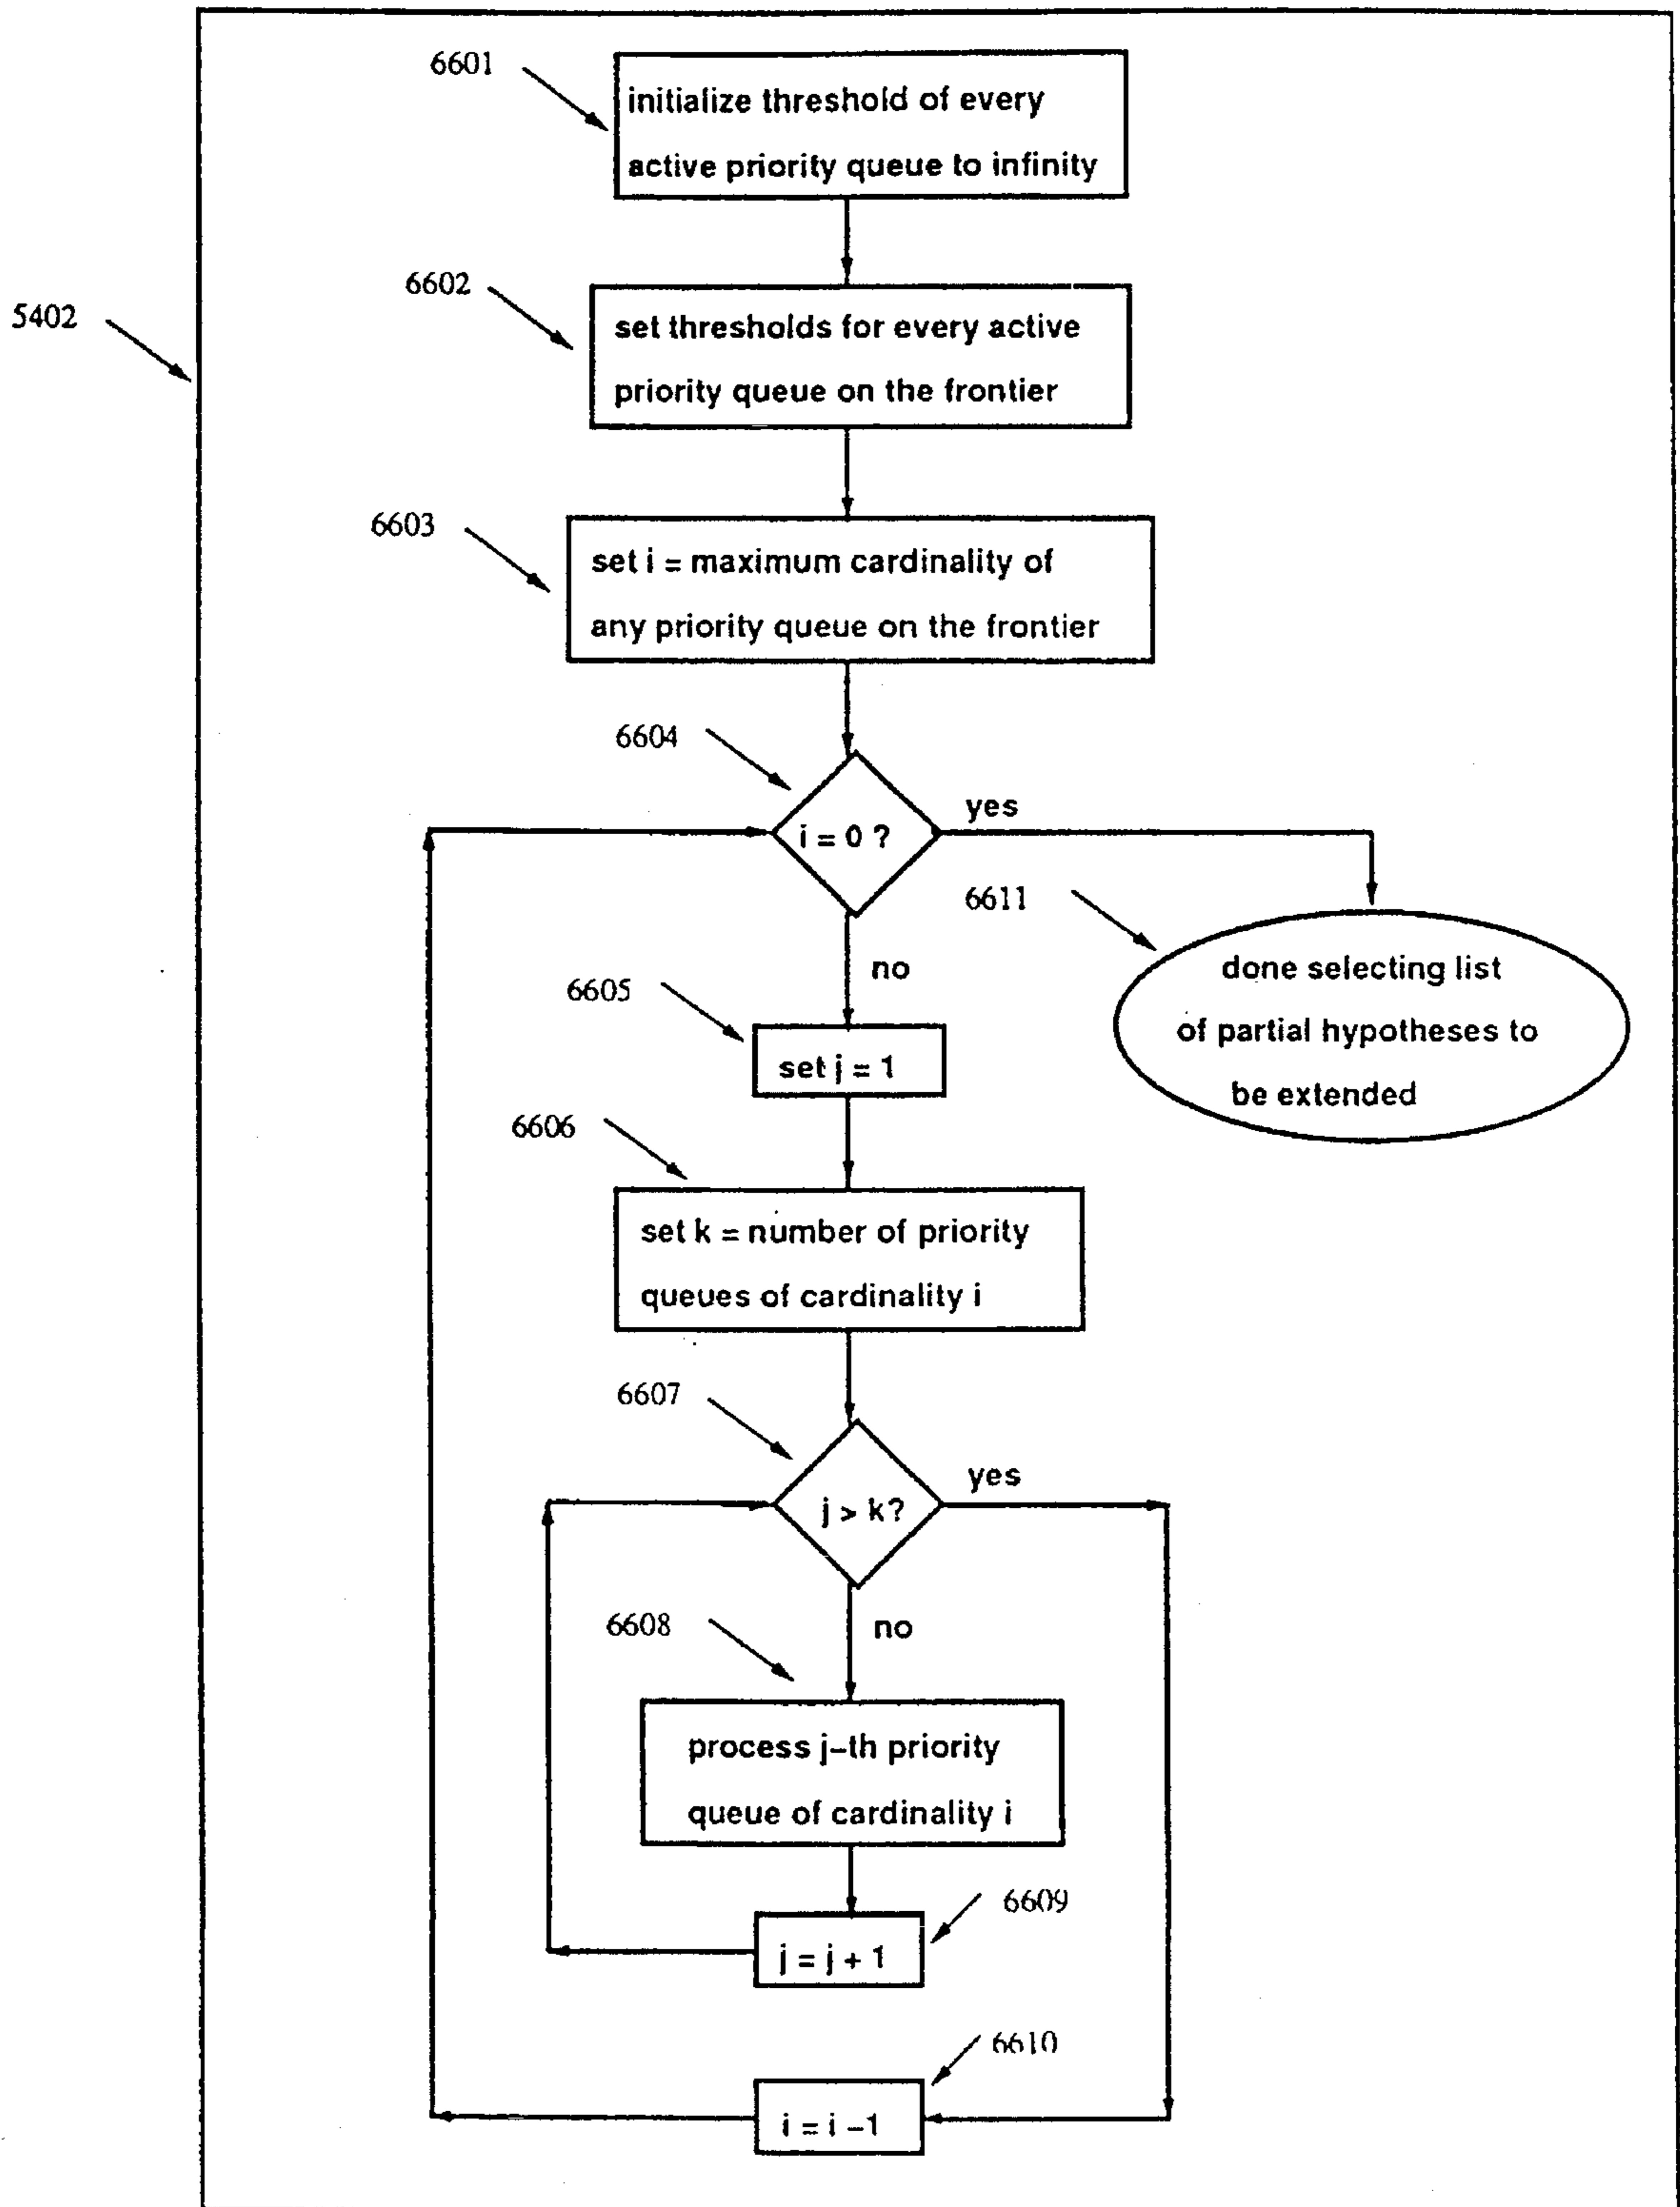 6601
initialize threshold of every
active priority queue to infinity
6602
5402
set thresholds for every active
priority queue on the frontier
6603
set i = maximum cardinality of
any priority queue on the frontier
6604
i = 0 ?
yes
6611
no
done selecting list
of partial hypotheses to
be extended
6605
set j = 1
6606
set k = number of priority
queues of cardinality i
6607
j > k?
yes
6608
no
process j-th priority
queue of cardinality i
6609
j = j + 1
6610
i = i -1